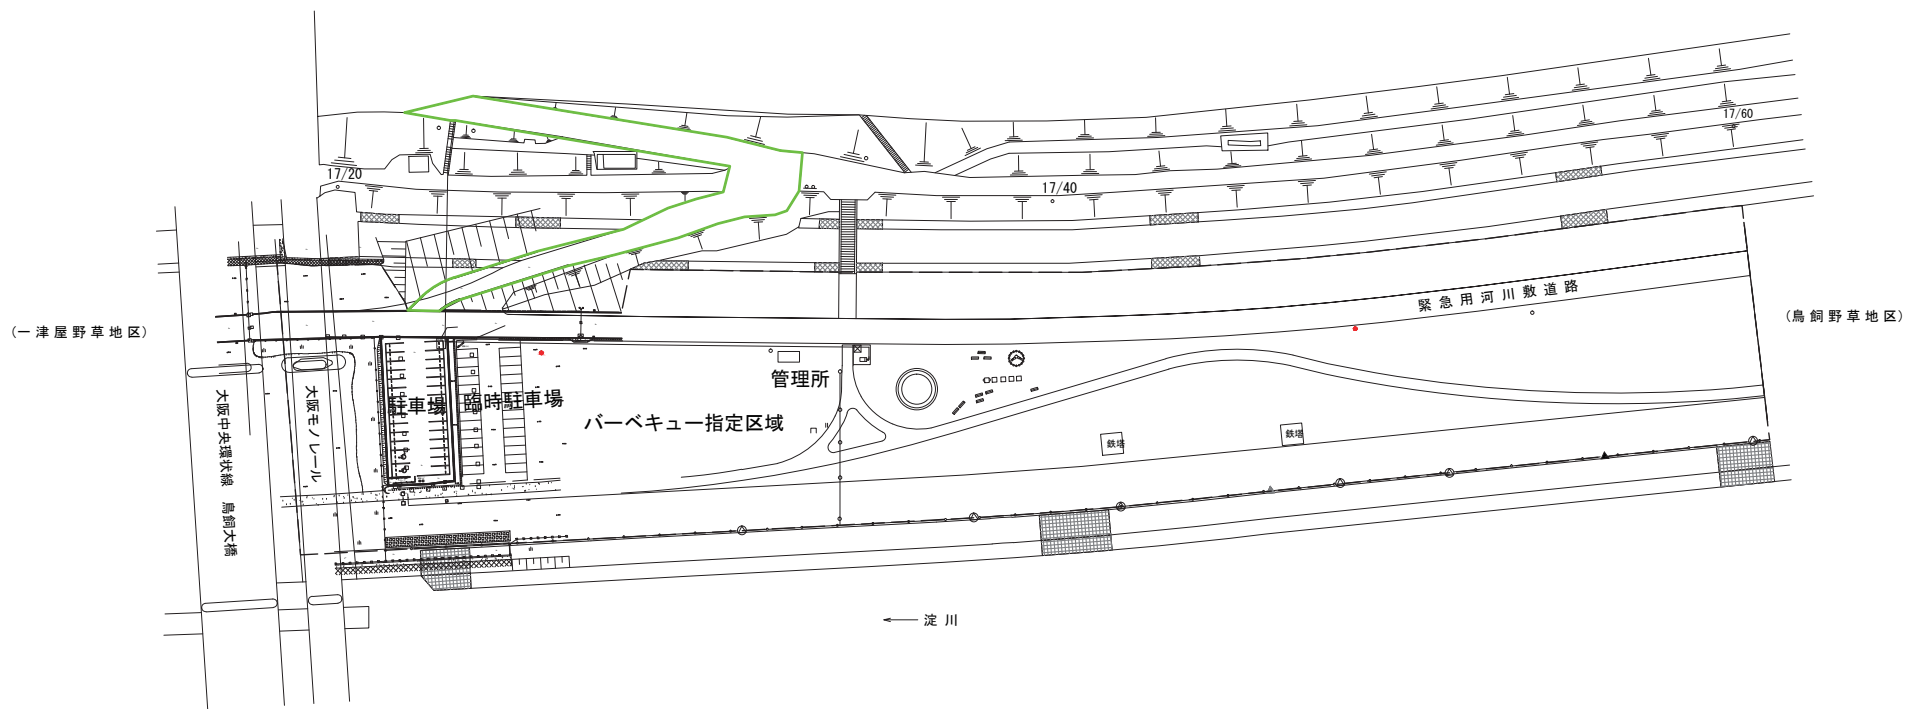 17/60
17/20
17/40
緊急用河川敷道路
(一津屋野草地区)
(鳥飼野草地区)
管理所
駐車場
臨時駐車場
バーベキュー指定区域
大阪中央環状線 鳥飼大橋
大阪モノレール
鉄塔
鉄塔
← 淀川